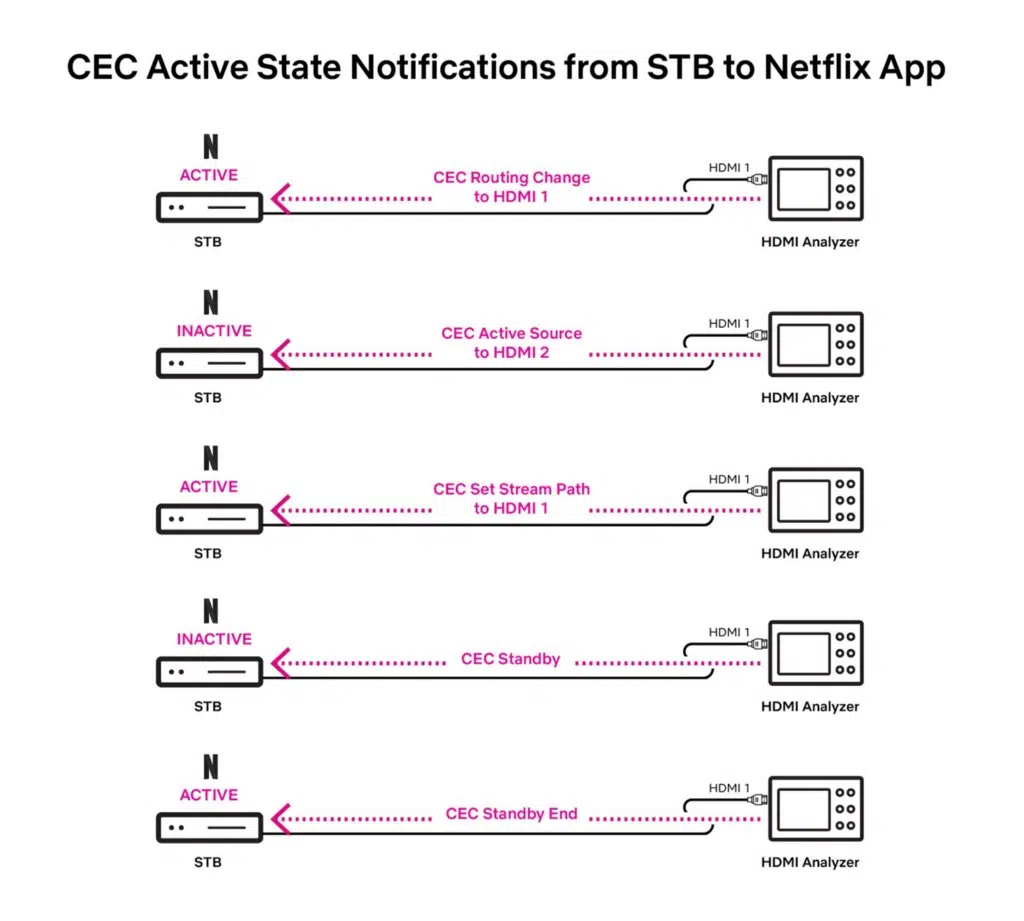 CEC Active State Notifications from STB to Netflix App
N
ACTIVE
CEC Routing Change
to HDMI 1
HDMI 1
STB
HDMI Analyzer
N
INACTIVE
CEC Active Source
to HDMI 2
HDMI 1
STB
HDMI Analyzer
N
ACTIVE
CEC Set Stream Path
to HDMI 1
HDMI 1
STB
HDMI Analyzer
N
INACTIVE
CEC Standby
HDMI 1
STB
HDMI Analyzer
N
ACTIVE
CEC Standby End
HDMI 1
STB
HDMI Analyzer